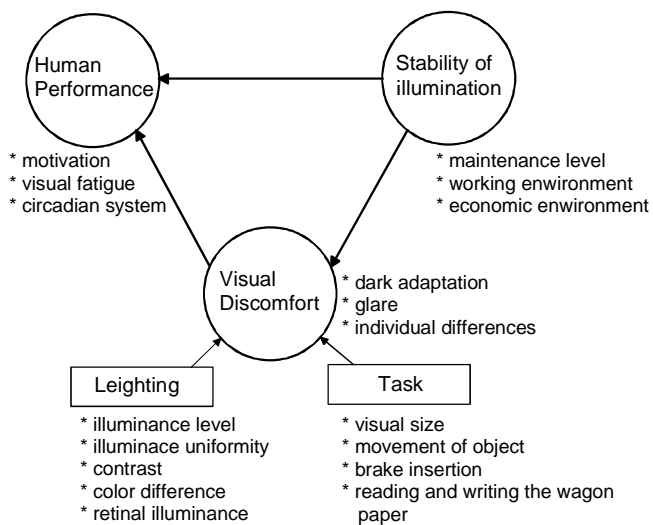 Human
Performance
Stability of
illumination
* motivation
* visual fatigue
* circadian system
* maintenance level
* working enwironment
* economic enwironment
Visual
Discomfort
* dark adaptation
* glare
* individual differences
Leighting
Task
* illuminance level
* illuminace uniformity
* contrast
* color difference
* retinal illuminance
* visual size
* movement of object
* brake insertion
* reading and writing the wagon
paper